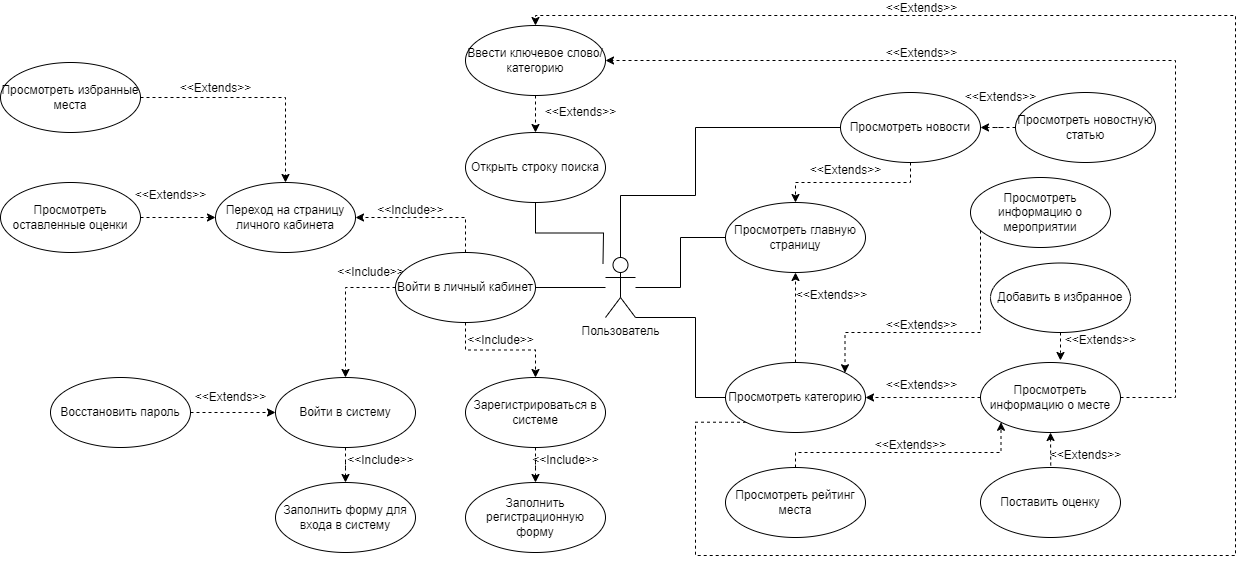 <<Extends>>
Ввести ключевое слово/
категорию
<<Extends>>
Просмотреть избранные
места
<<Extends>>
<<Extends>>
Просмотреть новости
<<Extends>>
Просмотреть новостную
статью
Открыть строку поиска
<<Extends>>
Просмотреть
оставленные оценки
<<Extends>>
Переход на страницу
личного кабинета
<<Include>>
Просмотреть главную
страницу
Просмотреть
информацию о
мероприятии
<<Include>>
Войти в личный кабинет
Пользователь
<<Extends>>
Добавить в избранное
<<Extends>>
<<Include>>
<<Extends>>
Восстановить пароль
<<Extends>>
Войти в систему
Зарегистрироваться в
системе
Просмотреть категорию
<<Extends>>
Просмотреть
информацию о месте
<<Include>>
<<Include>>
<<Extends>>
<<Extends>>
Заполнить форму для
входа в систему
Заполнить
регистрационную
форму
Просмотреть рейтинг
места
Поставить оценку